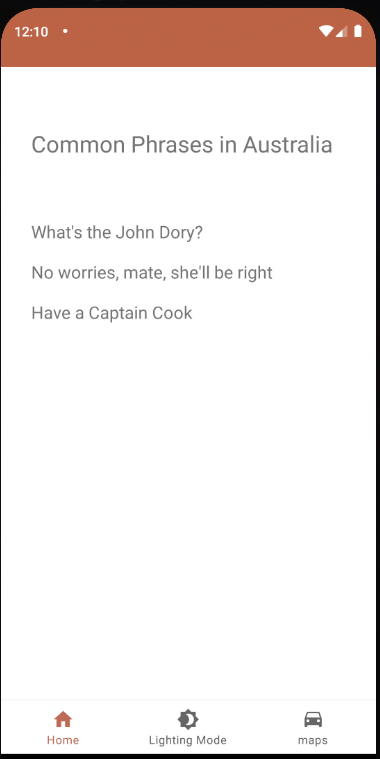 12:10
Common Phrases in Australia
What's the John Dory?
No worries, mate, she'll be right
Have a Captain Cook
Home
Lighting Mode
maps